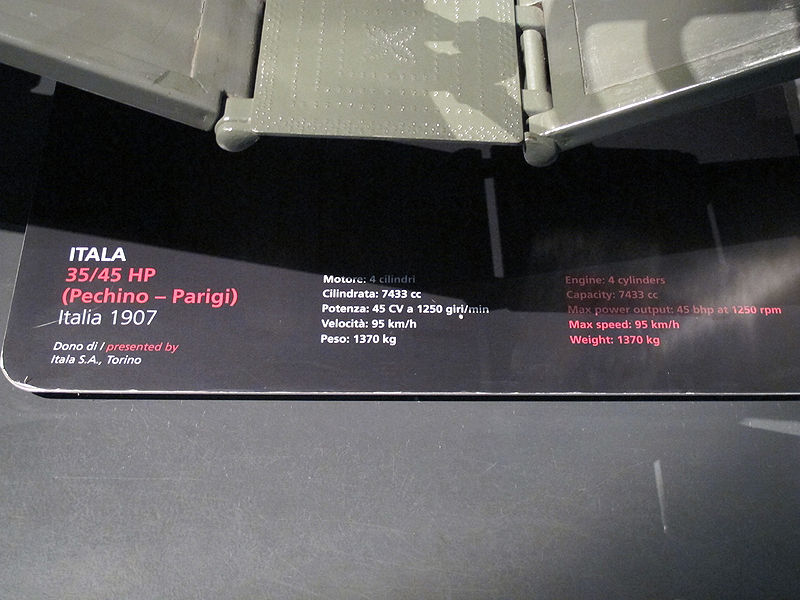 ITALA
35/45 HP
(Pechino – Parigi)
Italia 1907
Dono di / presented by
Itala S.A., Torino
Motore: 4 cilindri
Cilindrata: 7433 cc
Potenza: 45 CV a 1250 giri/min
Velocità: 95 km/h
Peso: 1370 kg
Engine: 4 cylinders
Capacity: 7433 cc
Max power output: 45 bhp at 1250 rpm
Max speed: 95 km/h
Weight: 1370 kg